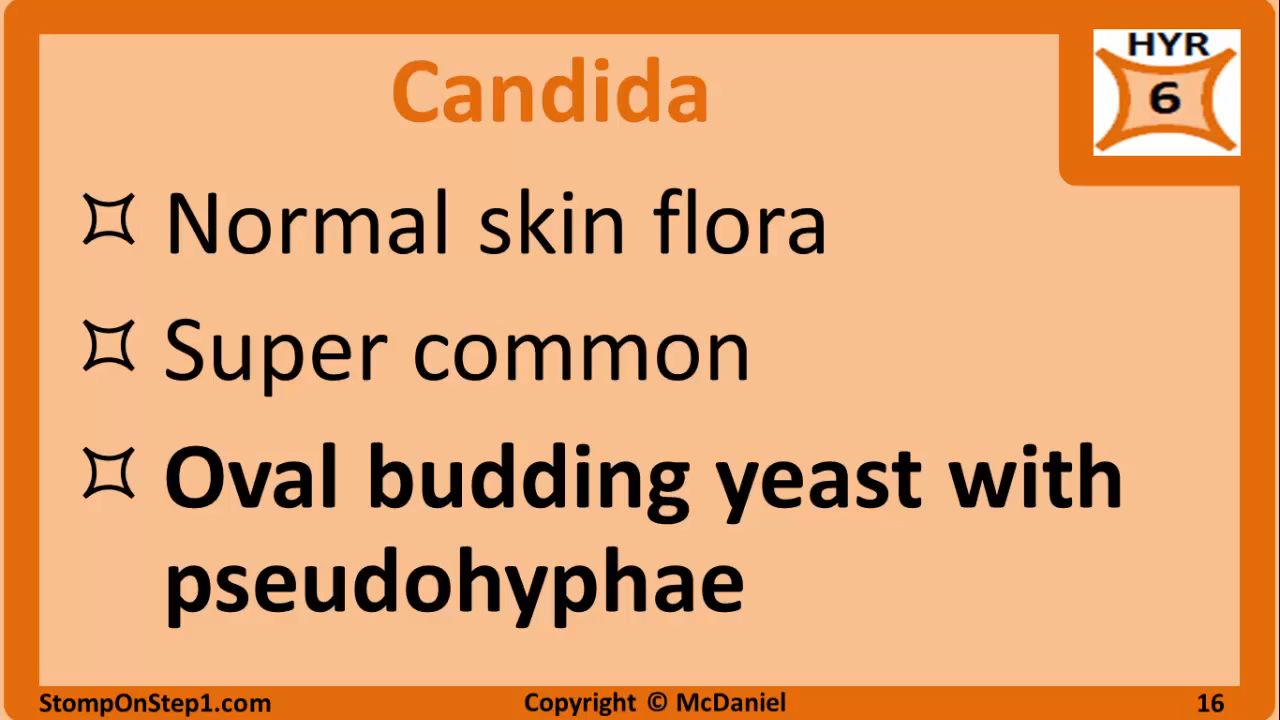 Candida
HYR
6
Normal skin flora
Super common
Oval budding yeast with
pseudohyphae
StompOnStep1.com
Copyright © McDaniel
16